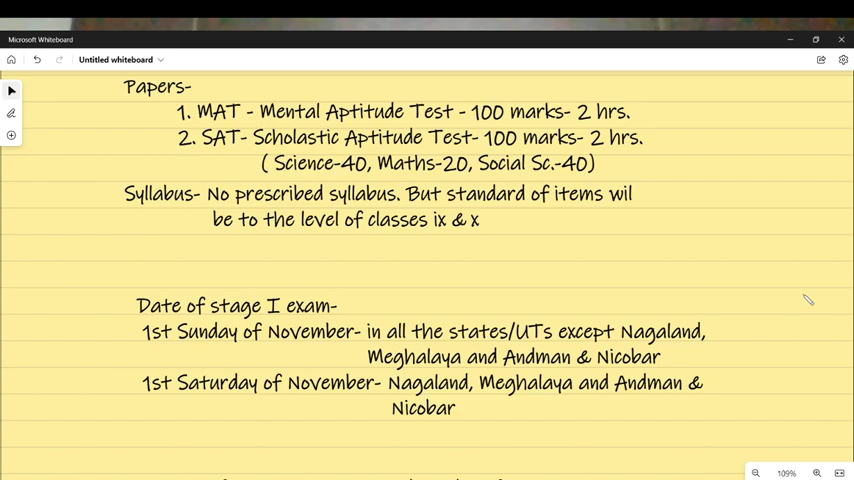 Microsoft Whiteboard
Untitled whiteboard
Papers-
1. MAT - Mental Aptitude Test - 100 marks- 2 hrs.
2. SAT- Scholastic Aptitude Test- 100 marks- 2 hrs.
( Science-40, Maths-20, Social Sc.-40)
Syllabus- No prescribed syllabus. But standard of items wil
be to the level of classes ix & x
Date of stage I exam-
1st Sunday of November- in all the states/UTs except Nagaland,
Meghalaya and Andman & Nicobar
1st Saturday of November- Nagaland, Meghalaya and Andman &
Nicobar
109%